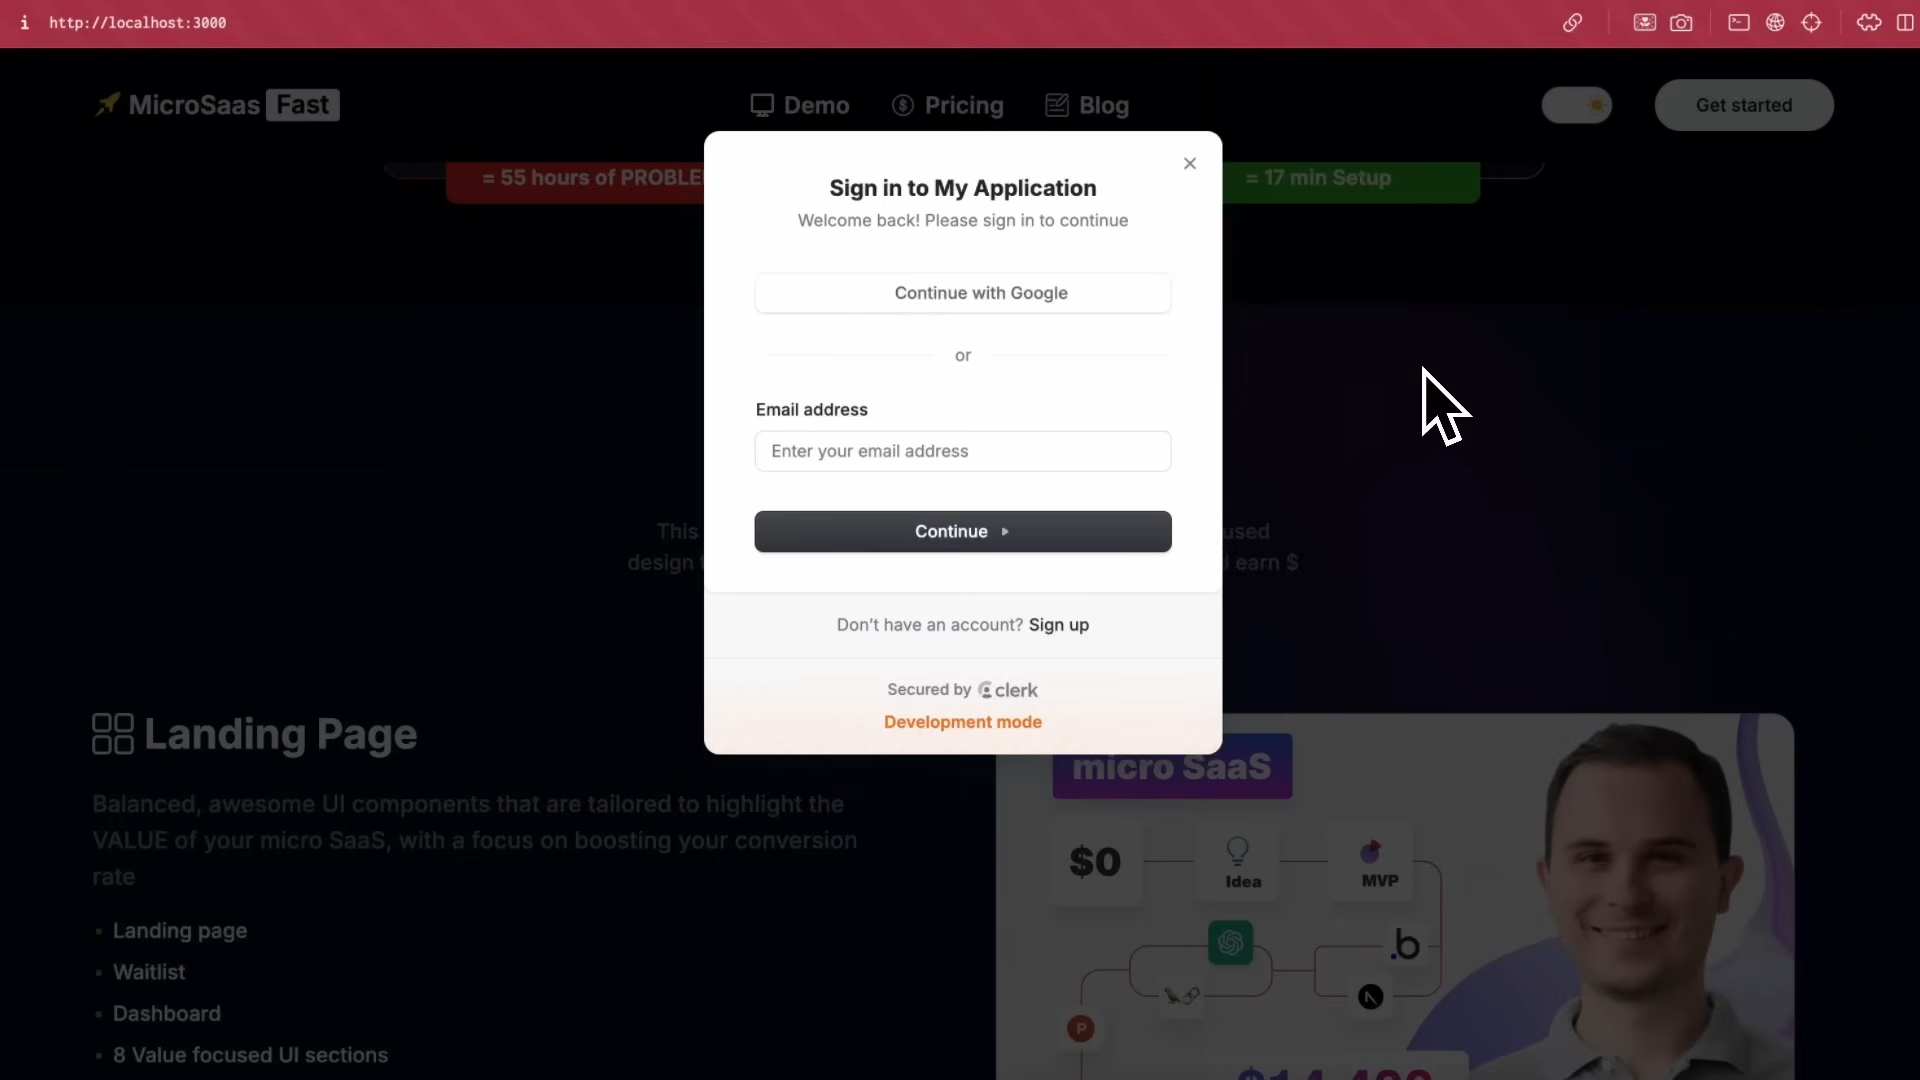 http://localhost:3000
MicroSaas Fast
Demo
Pricing
Blog
Get started
= 55 hours of
= 17 min Setup
Sign in to My Application
Welcome back! Please sign in to continue
Continue with Google
or
Email address
Enter your email address
Continue
Don't have an account? Sign up
Secured by clerk
Development mode
This
design
earn $
Landing Page
Balanced, awesome UI components that are tailored to highlight the
VALUE of your micro SaaS, with a focus on boosting your conversion
rate
Landing page
Waitlist
Dashboard
8 Value focused UI sections
micro SaaS
$0
Idea
MVP
.b
P